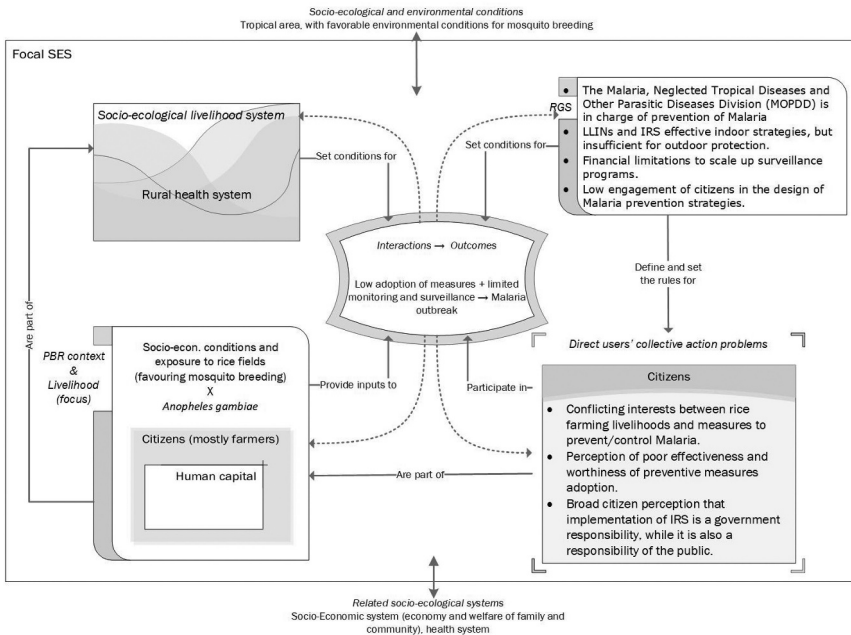 Socio-ecological and environmental conditions
Tropical area, with favorable environmental conditions for mosquito breeding
Focal SES
Socio-ecological livelihood system
Rural health system
Set conditions for
Set conditions for
RGS
• The Malaria, Neglected Tropical Diseases and
Other Parasitic Diseases Division (MOPDD) is
in charge of prevention of Malaria
• LLINs and IRS effective indoor strategies, but
insufficient for outdoor protection.
• Financial limitations to scale up surveillance
programs.
• Low engagement of citizens in the design of
Malaria prevention strategies.
Interactions → Outcomes
Low adoption of measures + limited
monitoring and surveillance → Malaria
outbreak
Define and set
the rules for
Are part of
PBR context
&
Livelihood
(focus)
Socio-econ. conditions and
exposure to rice fields
(favouring mosquito breeding)
X
Anopheles gambiae
Citizens (mostly farmers)
Human capital
Provide inputs to
Participate in
Are part of
Direct users' collective action problems
Citizens
• Conflicting interests between rice
farming livelihoods and measures to
prevent/control Malaria.
• Perception of poor effectiveness and
worthiness of preventive measures
adoption.
• Broad citizen perception that
implementation of IRS is a government
responsibility, while it is also a
responsibility of the public.
Related socio-ecological systems
Socio-Economic system (economy and welfare of family and
community), health system